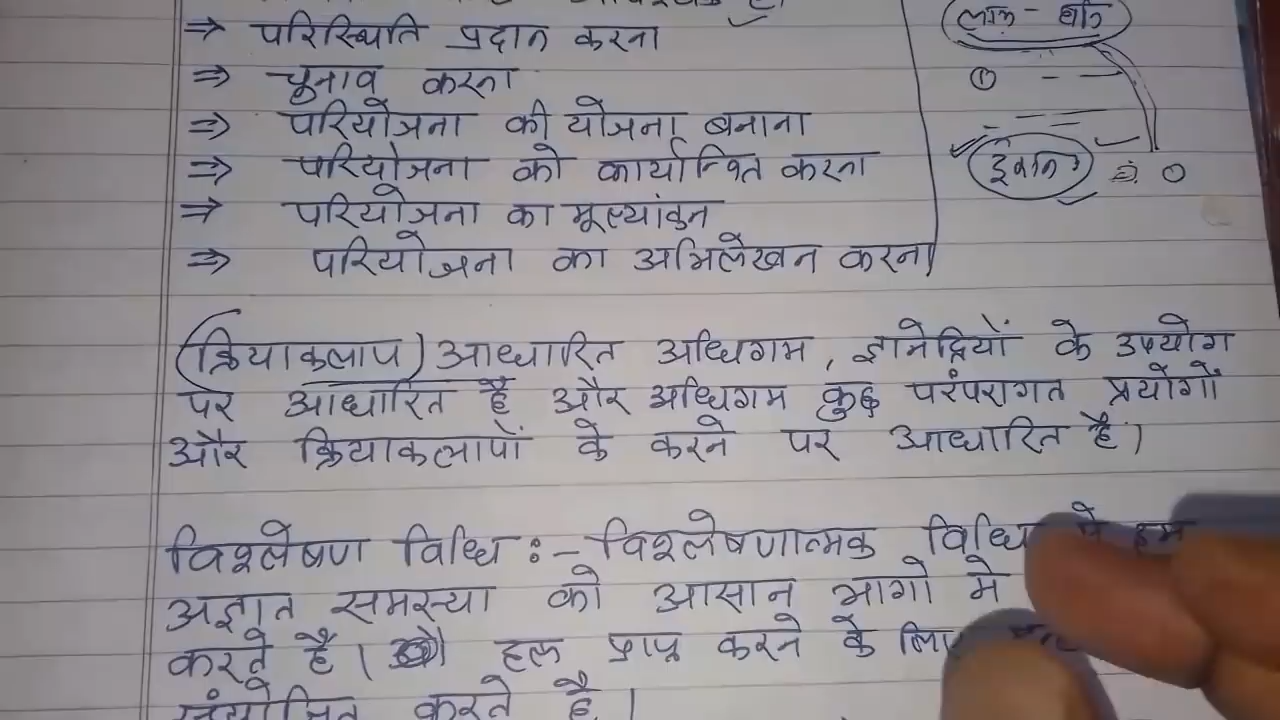 ⇒ परिस्थिति प्रदान करना
⇒ चुनाव करना
⇒ परियोजना की योजना बनाना
⇒ परियोजना को कार्यान्वित करना
⇒ परियोजना का मूल्यांकन
⇒ परियोजना का अभिलेखन करना
लाभ - हानि
①
(क्रियाकलाप) आधारित अधिगम, ज्ञानेन्द्रियों के उपयोग
पर आधारित है और अधिगम कुछ परंपरागत प्रयोगों
और क्रियाकलापों के करने पर आधारित है।
विश्लेषण विधि :- विश्लेषणात्मक विधि में हम
अज्ञात समस्या को आसान भागो मे
करते है। हल प्राप्त करने के
संयोजित करते है।